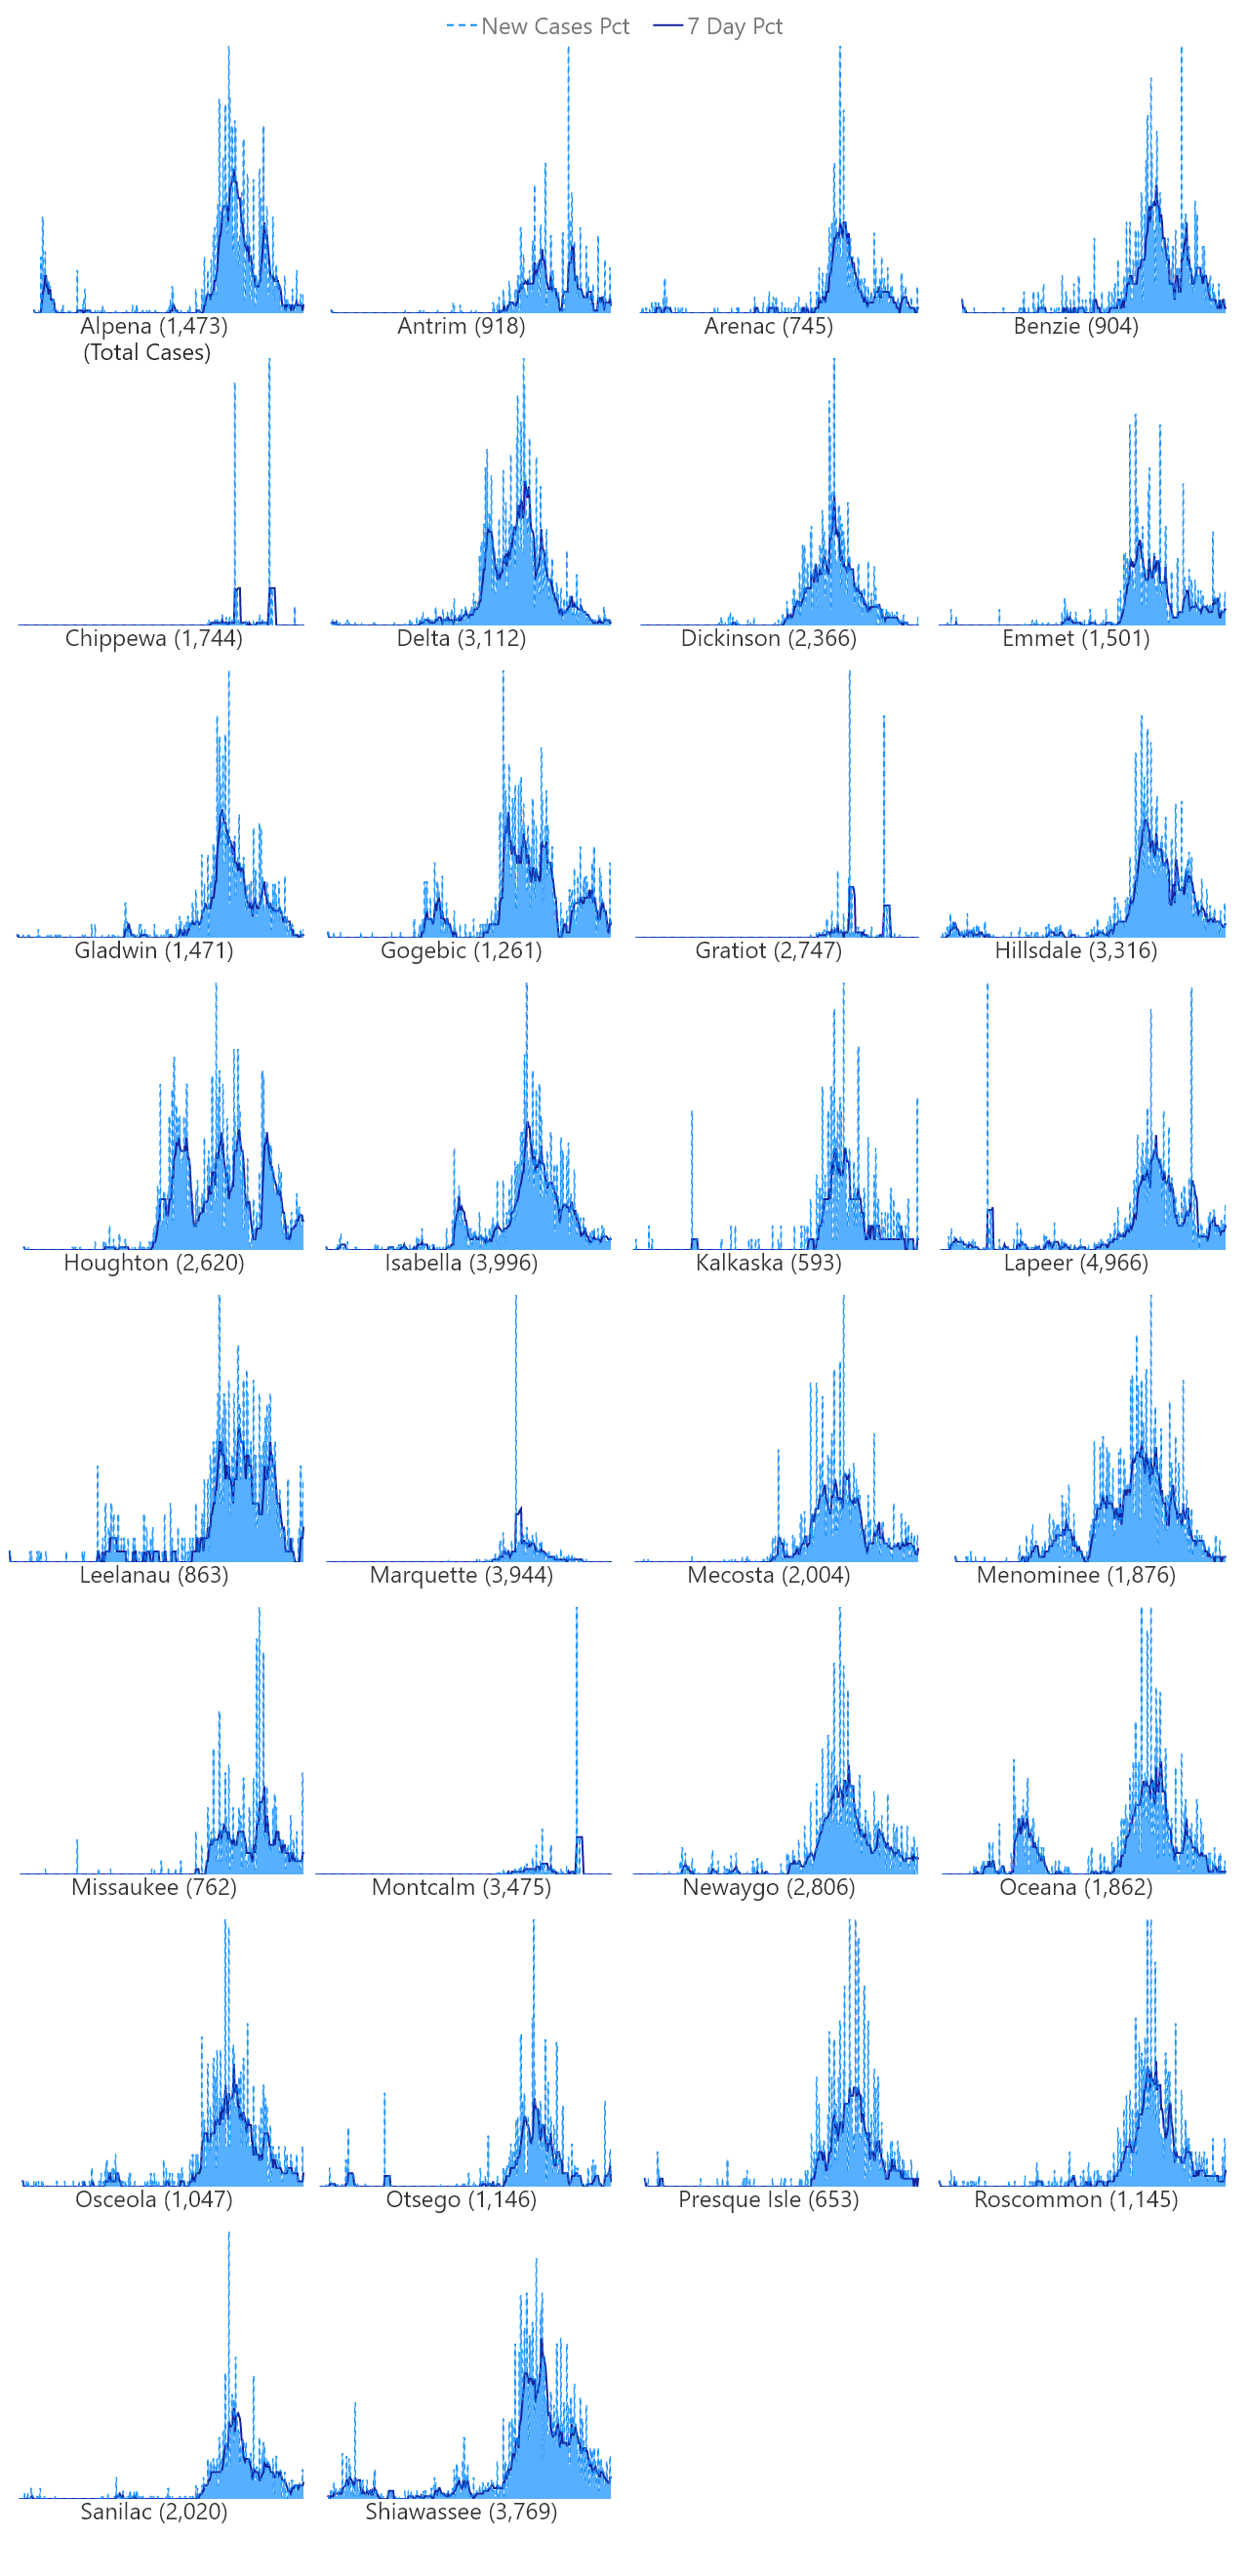 New Cases Pct 7 Day Pct
Alpena (1,473) Antrim (918) Arenac (745) Benzie (904)
(Total Cases)
Chippewa (1,744) Delta (3,112) Dickinson (2,366) Emmet (1,501)
Gladwin (1,471) Gogebic (1,261) Gratiot (2,747) Hillsdale (3,316)
Houghton (2,620) Isabella (3,996) Kalkaska (593) Lapeer (4,966)
Leelanau (863) Marquette (3,944) Mecosta (2,004) Menominee (1,876)
Missaukee (762) Montcalm (3,475) Newaygo (2,806) Oceana (1,862)
Osceola (1,047) Otsego (1,146) Presque Isle (653) Roscommon (1,145)
Sanilac (2,020) Shiawassee (3,769)